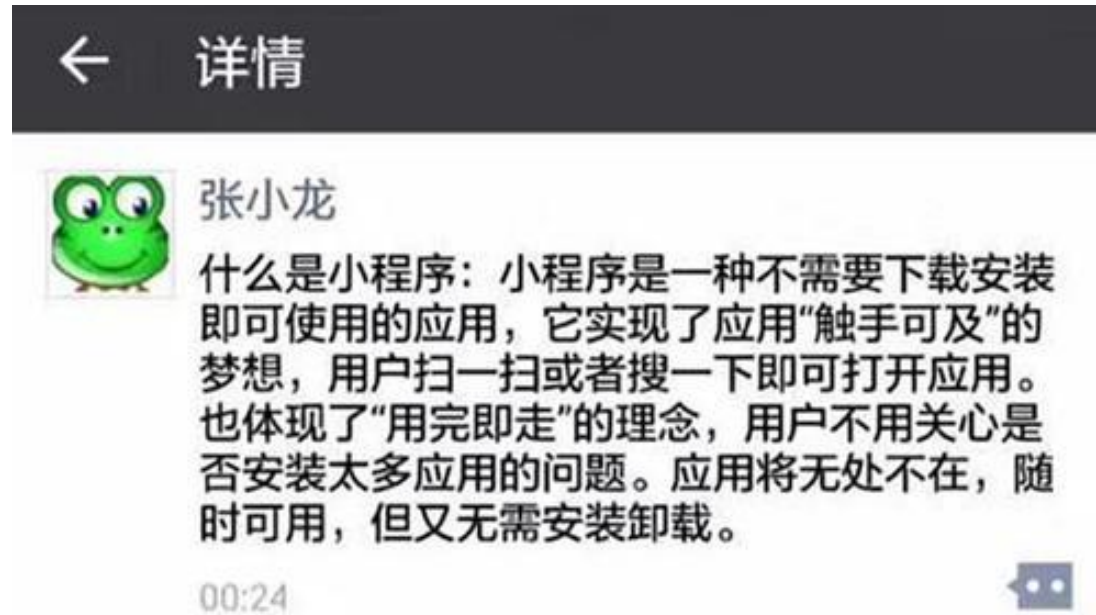 详情
张小龙
什么是小程序：小程序是一种不需要下载安装
即可使用的应用，它实现了应用“触手可及”的
梦想，用户扫一扫或者搜一下即可打开应用。
也体现了“用完即走”的理念，用户不用关心是
否安装太多应用的问题。应用将无处不在，随
时可用，但又无需安装卸载。
00:24